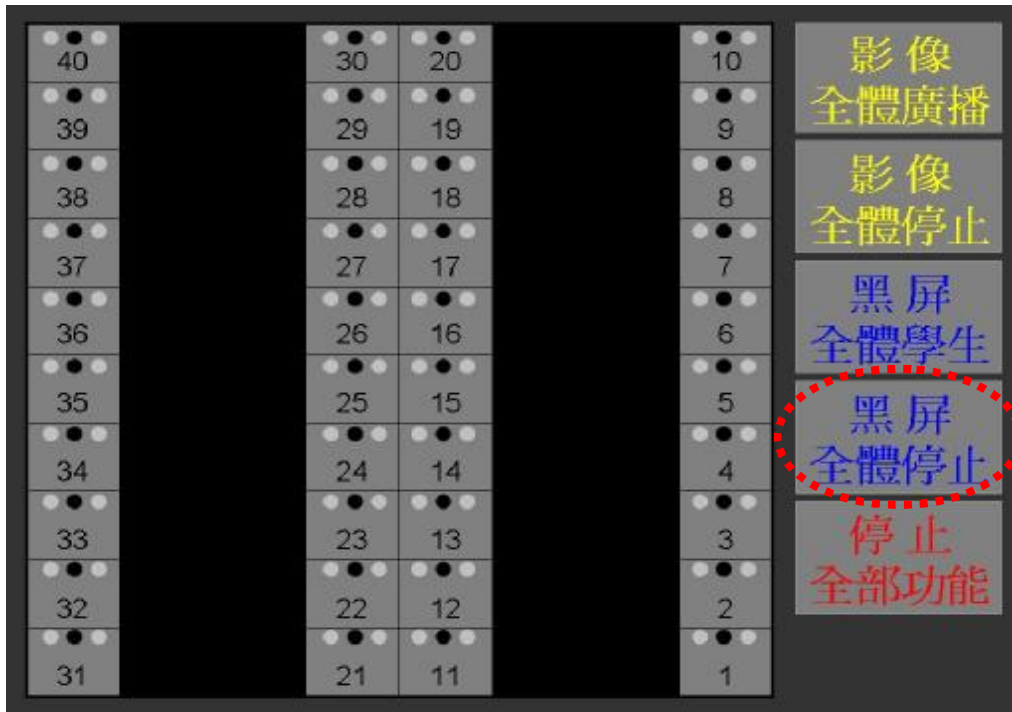 40 30 20 10
39 29 19 9
38 28 18 8
37 27 17 7
36 26 16 6
35 25 15 5
34 24 14 4
33 23 13 3
32 22 12 2
31 21 11 1
影 像
全體廣播
影 像
全體停止
黑 屏
全體學生
黑 屏
全體停止
停 止
全部功能